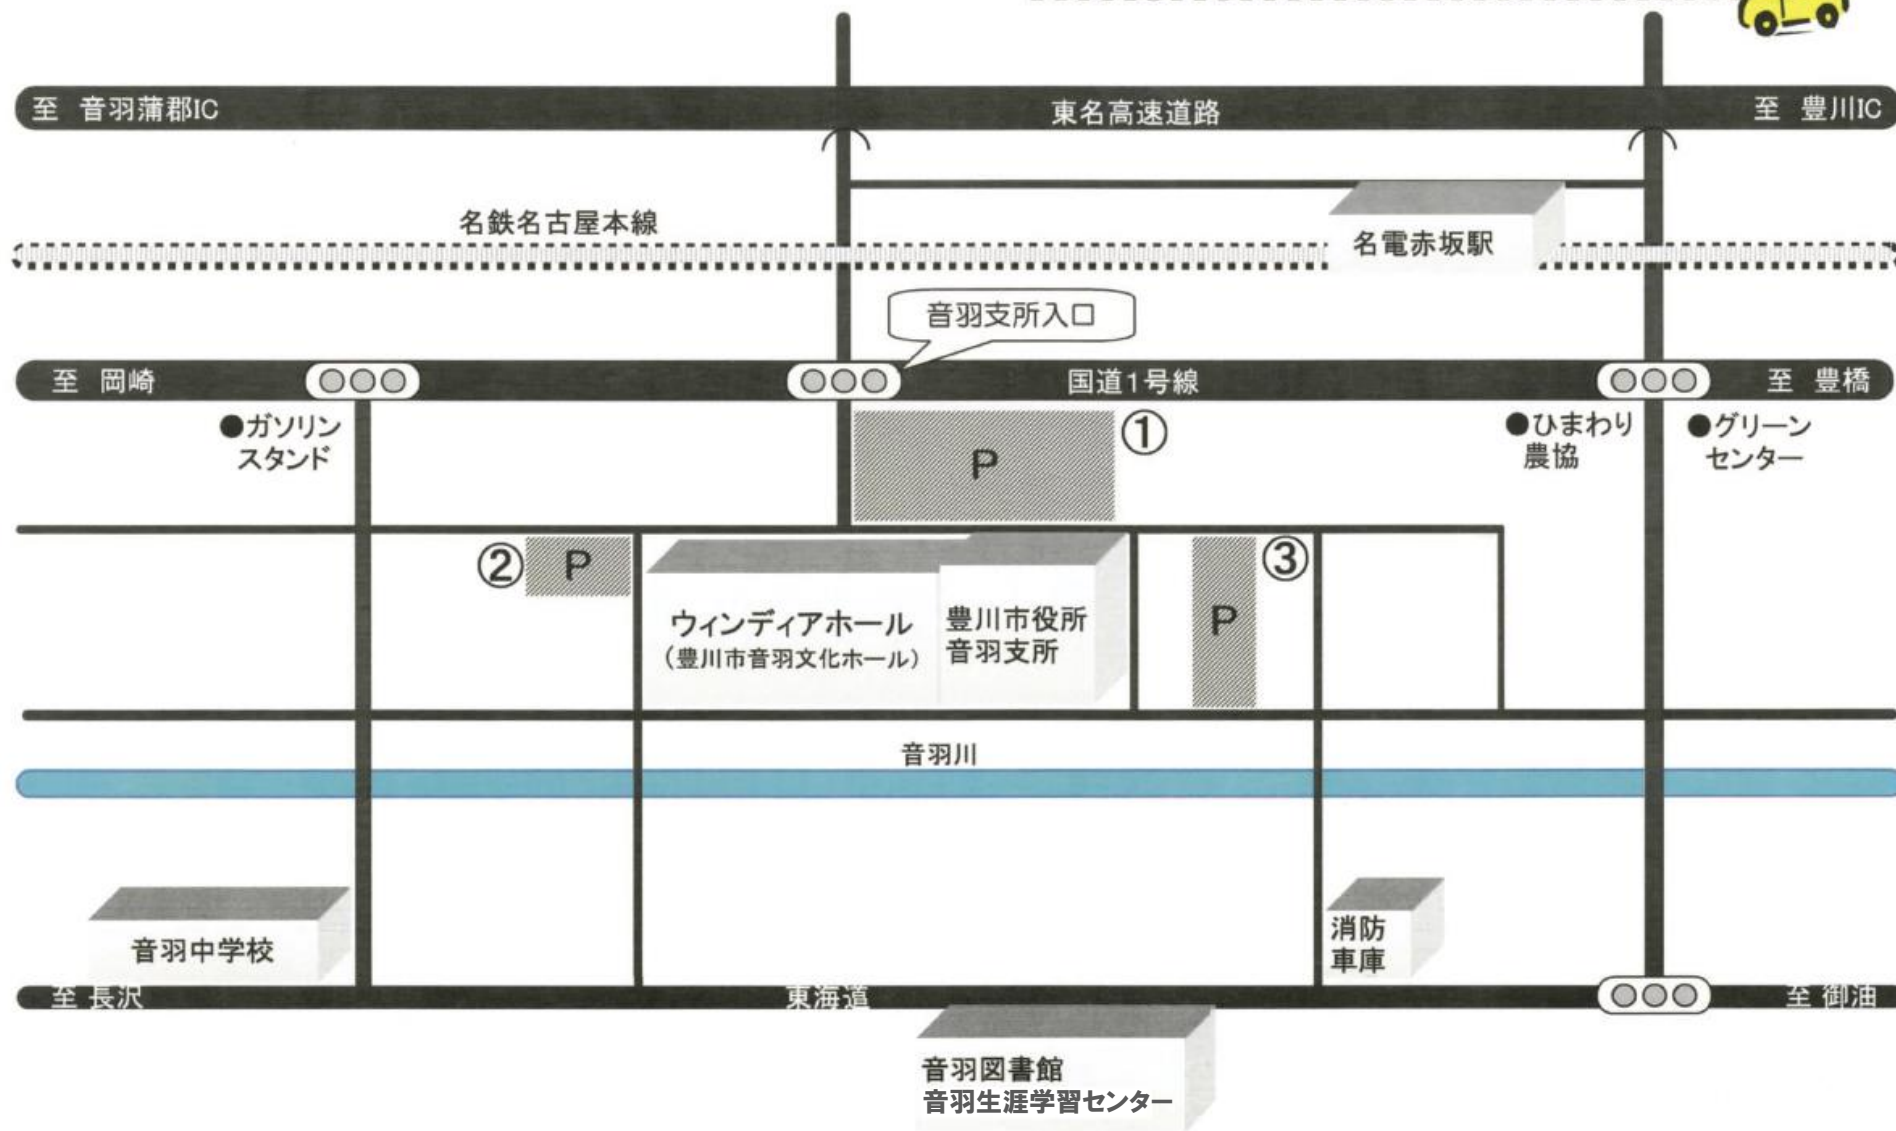 至 音羽蒲郡IC
東名高速道路
至 豊川IC
名鉄名古屋本線
名電赤坂駅
音羽支所入口
至 岡崎
国道1号線
至 豊橋
●ガソリン
スタンド
P
①
●ひまわり
農協
●グリーン
センター
②
P
ウィンディアホール
(豊川市音羽文化ホール)
豊川市役所
音羽支所
P
③
音羽川
音羽中学校
消防
車庫
至 長沢
東海道
至 御油
音羽図書館
音羽生涯学習センター